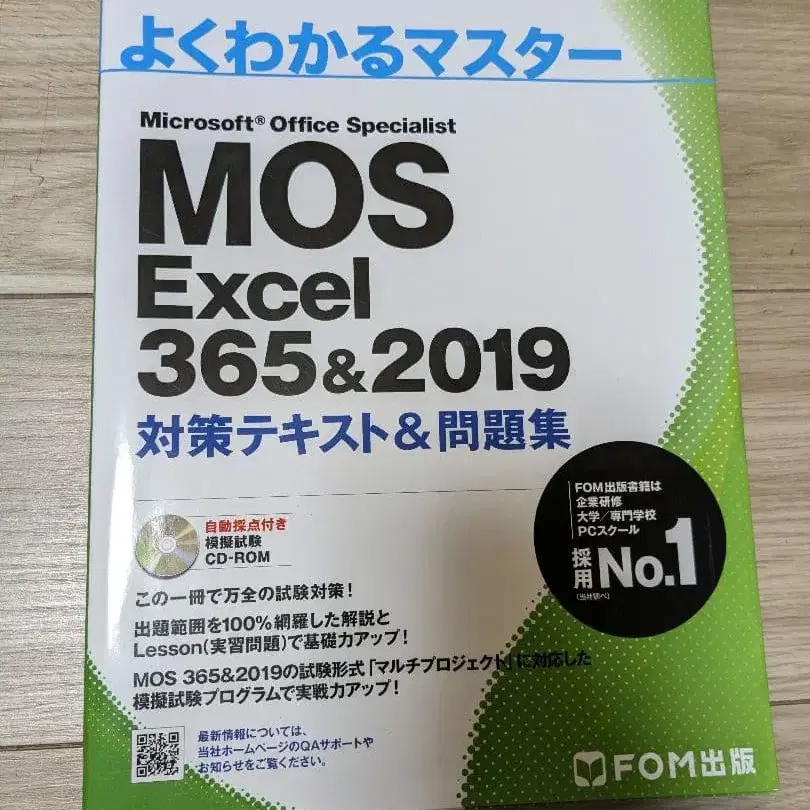 よくわかるマスター
Microsoft® Office Specialist
MOS
Excel
365&2019
対策テキスト&問題集
FOM出版書籍は
企業研修
大学/専門学校
PCスクール
採用No.1
(当社調べ)
自動採点付き
模擬試験
CD-ROM
この一冊で万全の試験対策!
出題範囲を100%網羅した解説と
Lesson(実習問題)で基礎力アップ!
MOS 365&2019の試験形式「マルチプロジェクト」に対応した
模擬試験プログラムで実戦力アップ!
最新情報については、
当社ホームページのQAサポートや
お知らせをご覧ください。
FOM出版